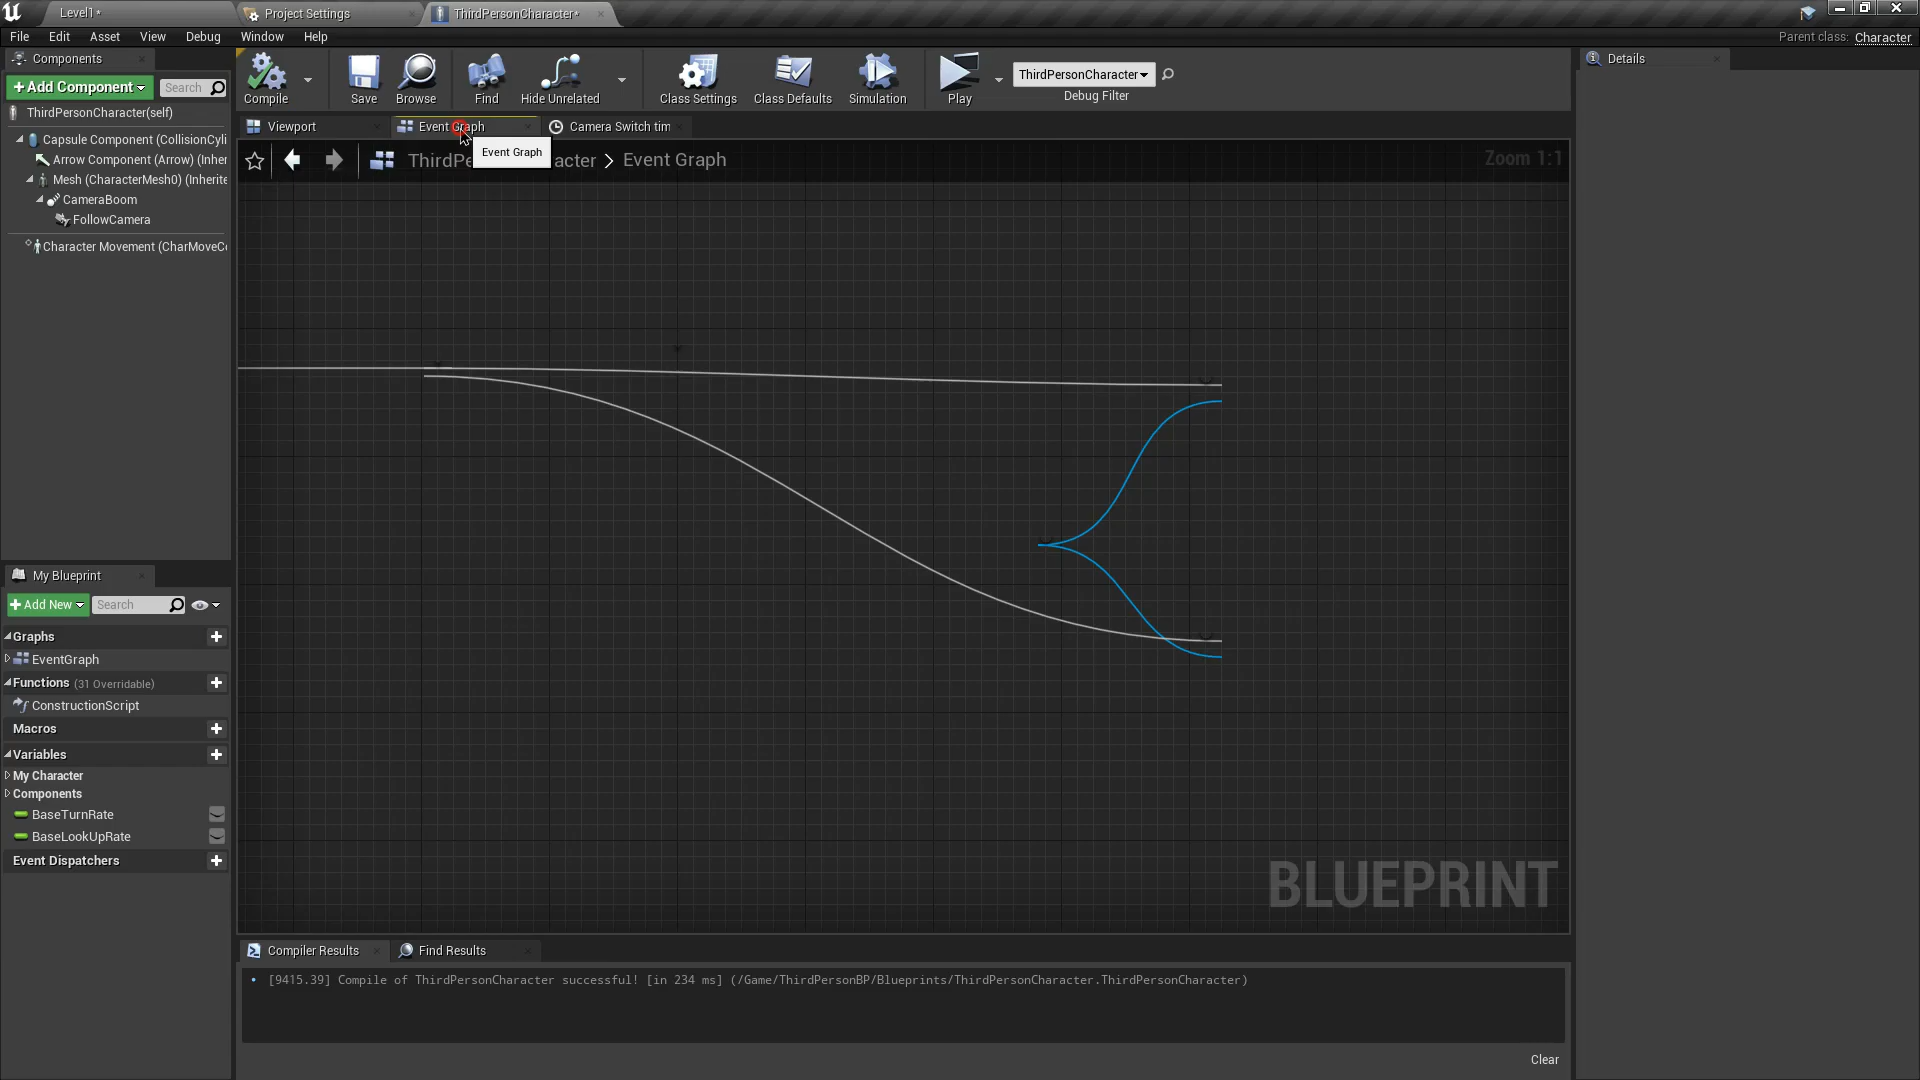 Level1*
Project Settings
ThirdPersonCharacter*
File Edit Asset View Debug Window Help
Parent class: Character
Components
+Add Component
Search
ThirdPersonCharacter(self)
Capsule Component (CollisionCyli
Arrow Component (Arrow) (Inher
Mesh (CharacterMesh0) (Inherite
CameraBoom
FollowCamera
Character Movement (CharMoveC
Compile
Save
Browse
Find
Hide Unrelated
Class Settings
Class Defaults
Simulation
Play
ThirdPersonCharacter
Debug Filter
Details
Viewport
Event Graph
Camera Switch tim
Event Graph
ThirdPe acter > Event Graph
Zoom 1:1
BLUEPRINT
My Blueprint
+Add New
Search
Graphs
EventGraph
Functions (31 Overridable)
ConstructionScript
Macros
Variables
My Character
Components
BaseTurnRate
BaseLookUpRate
Event Dispatchers
Compiler Results
Find Results
[9415.39] Compile of ThirdPersonCharacter successful! [in 234 ms] (/Game/ThirdPersonBP/Blueprints/ThirdPersonCharacter.ThirdPersonCharacter)
Clear